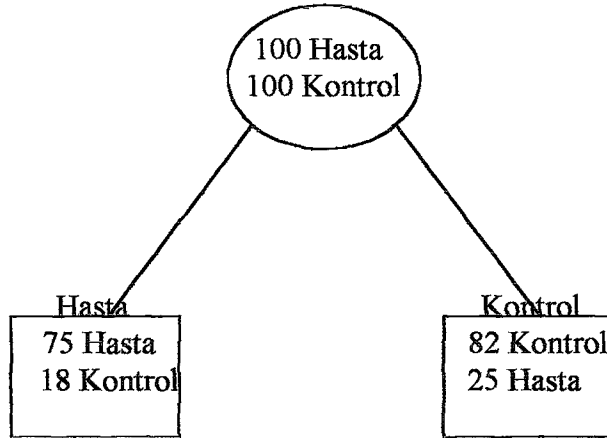 100 Hasta
100 Kontrol
Hasta
75 Hasta
18 Kontrol
Kontrol
82 Kontrol
25 Hasta